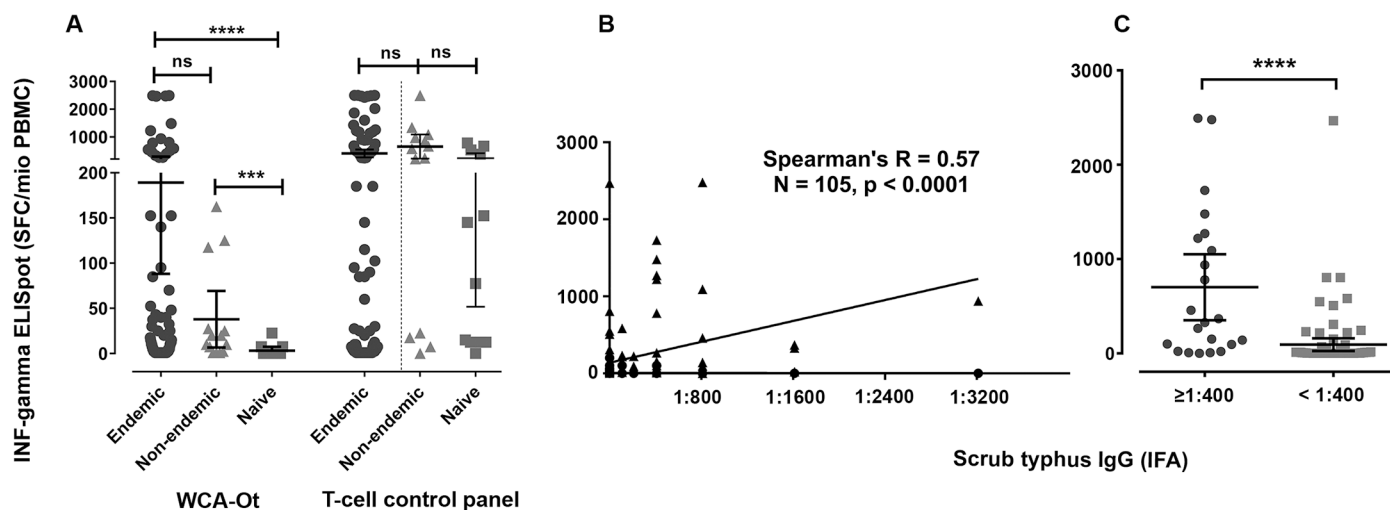 A
B
C
INF-gamma ELISpot (SFC/mio PBMC)
****
ns
***
ns
ns
3000
2000
1000
200
150
100
50
0
Endemic
Non-endemic
Naive
Endemic
Non-endemic
Naive
WCA-Ot
T-cell control panel
3000
2000
1000
0
Spearman's R = 0.57
N = 105, p < 0.0001
1:800
1:1600
1:2400
1:3200
****
3000
2000
1000
0
≥1:400
< 1:400
Scrub typhus IgG (IFA)